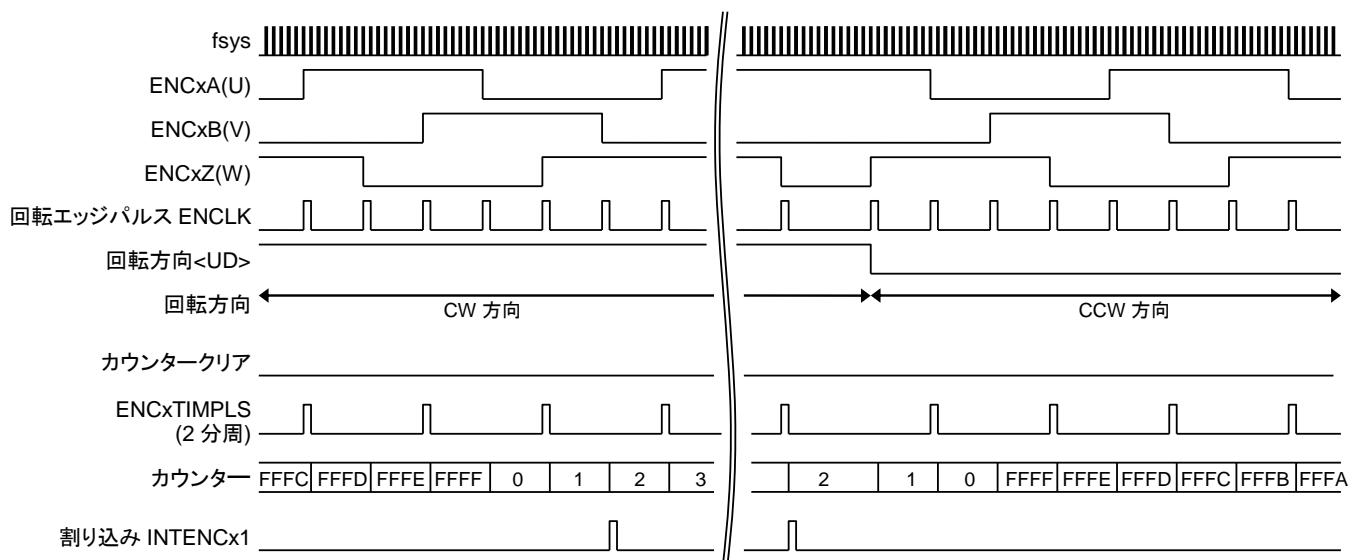 fsys
ENCxA(U)
ENCxB(V)
ENCxZ(W)
回転エッジパルス ENCLK
回転方向<UD>
回転方向
CW 方向
CCW 方向
カウンタークリア
ENCxTIMPLS
(2 分周)
カウンター FFFC FFFD FFFE FFFF 0 1 2 3 2 1 0 FFFF FFFE FFFD FFFC FFFB FFFA
割り込み INTENCx1